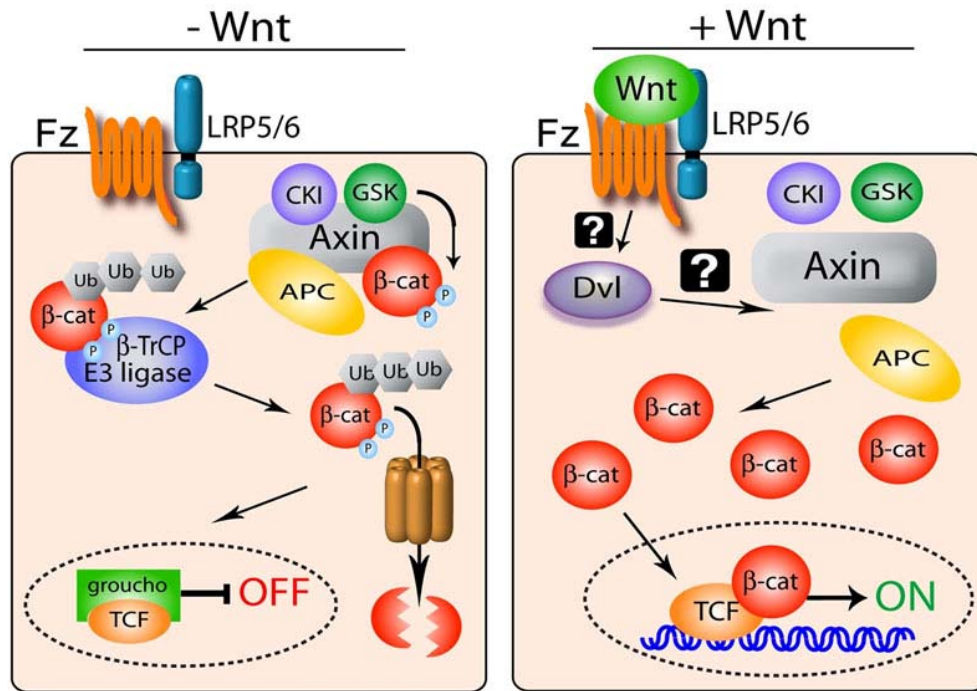 - Wnt
Fz
LRP5/6
CKI
GSK
Axin
APC
β-cat
P
P
Ub
Ub
Ub
β-cat
P
P
β-TrCP
E3 ligase
Ub
Ub
Ub
β-cat
P
P
groucho
TCF
OFF
+ Wnt
Wnt
Fz
LRP5/6
CKI
GSK
?
?
Axin
Dvl
APC
β-cat
β-cat
β-cat
β-cat
β-cat
TCF
ON